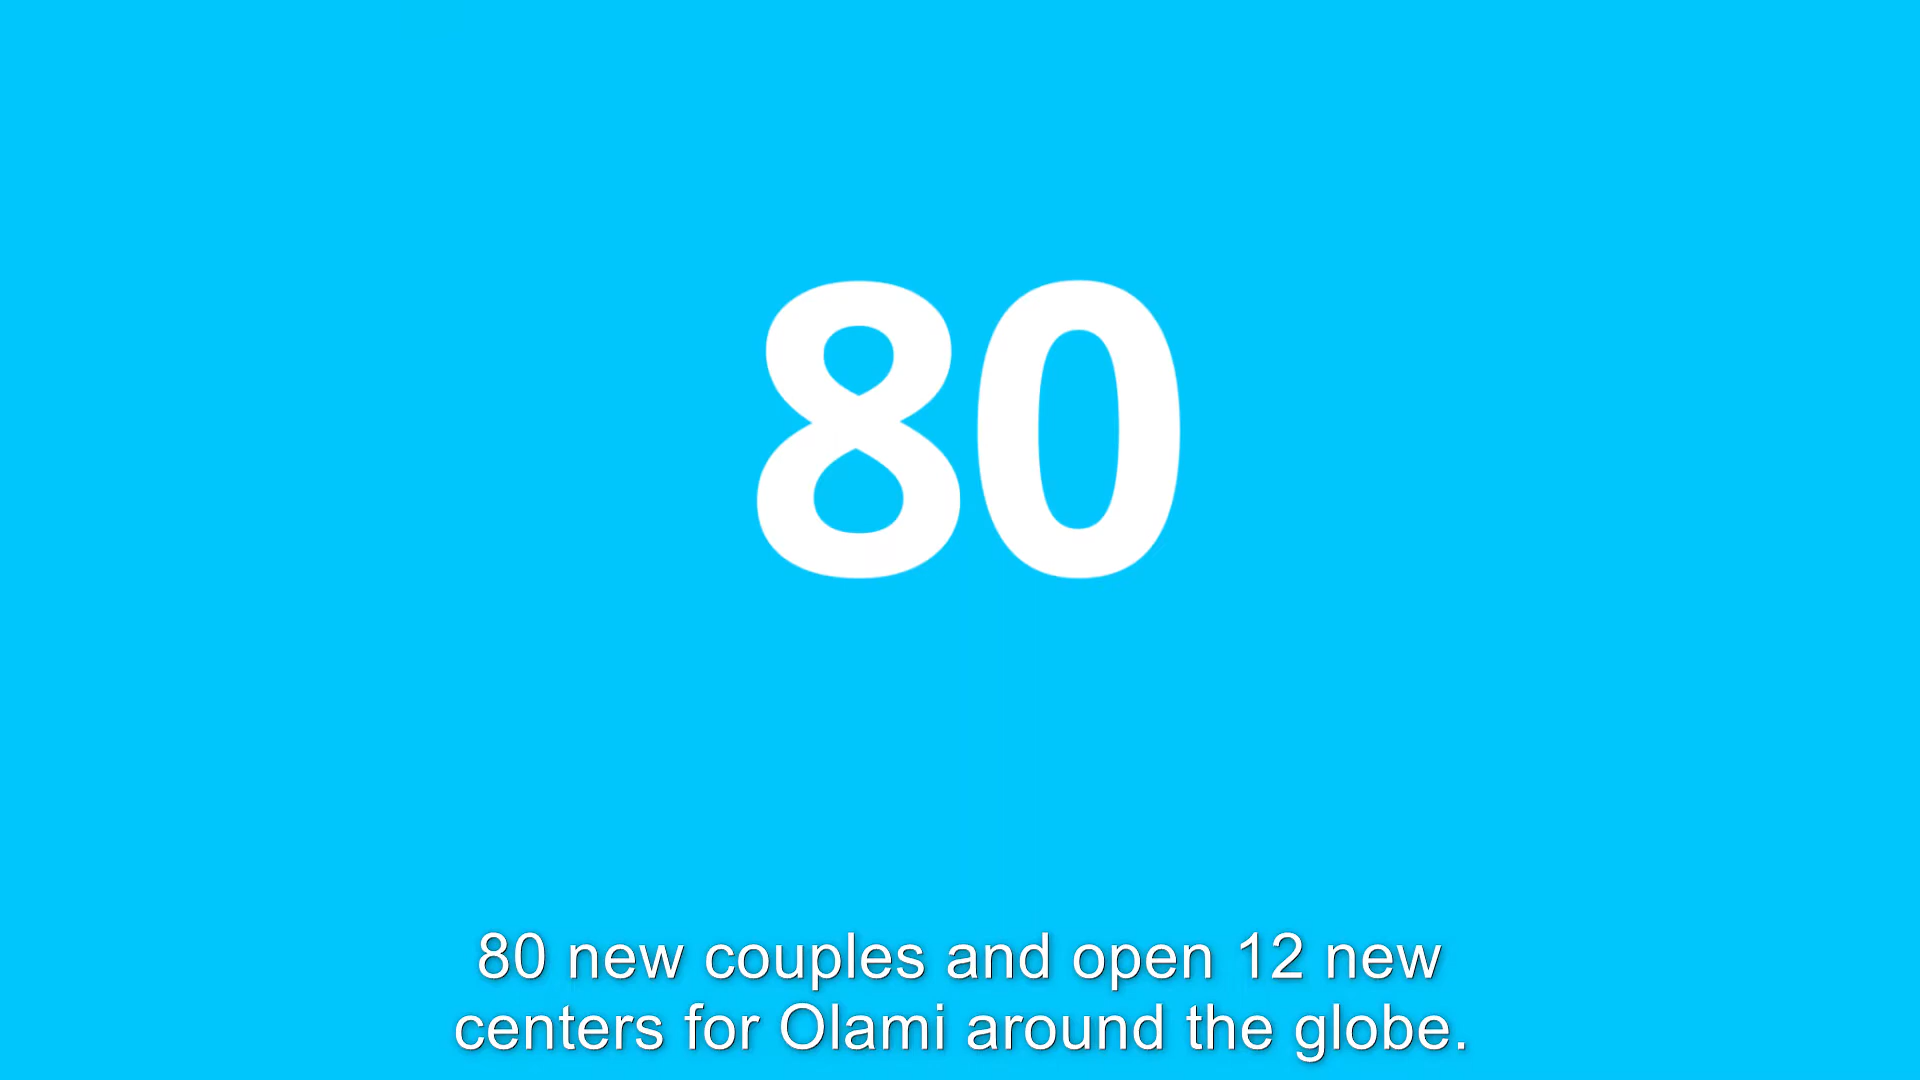 80
80 new couples and open 12 new
centers for Olami around the globe.